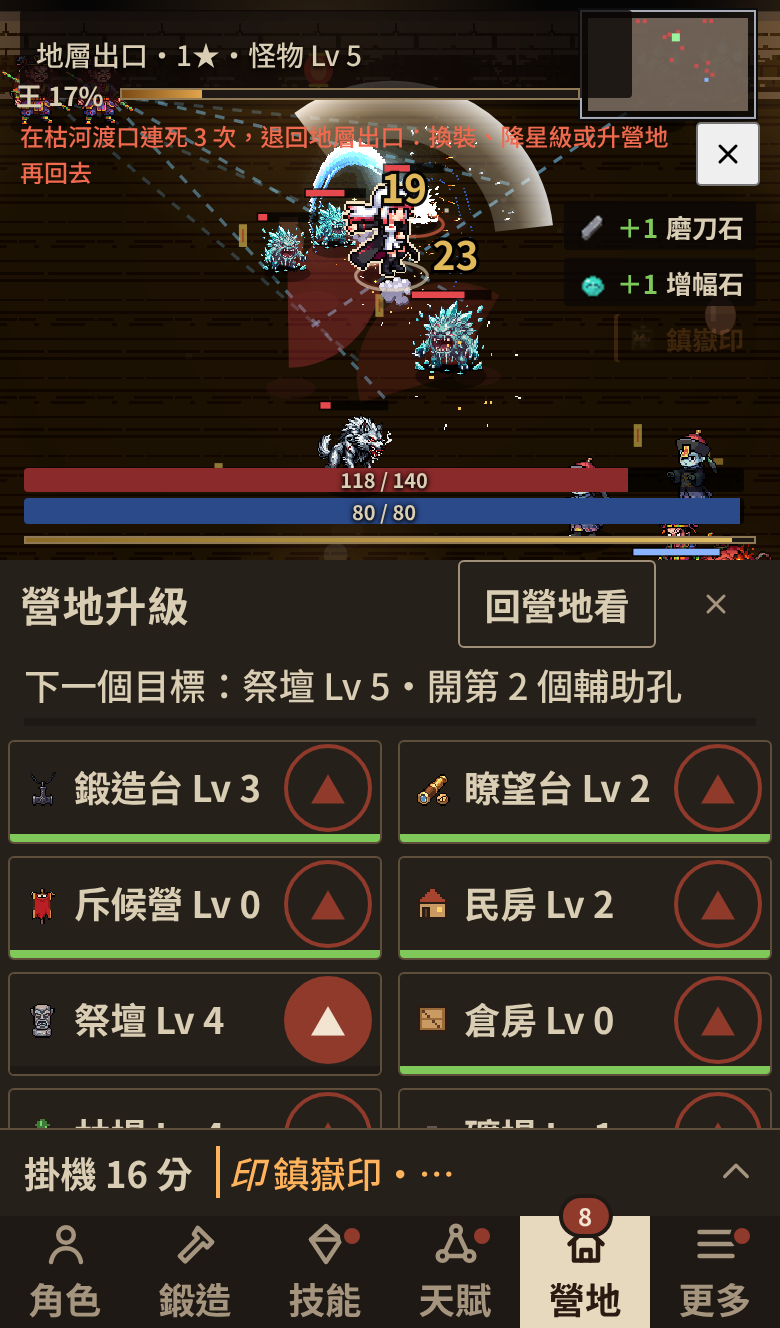 地層出口・1★・怪物 Lv 5
王 17%
在枯河渡口連死 3 次，退回地層出口：換裝、降星級或升營地
再回去
19
23
+1 磨刀石
+1 增幅石
鎮嶽印
118 / 140
80 / 80
營地升級
回營地看
下一個目標：祭壇 Lv 5・開第 2 個輔助孔
鍛造台 Lv 3
瞭望台 Lv 2
斥候營 Lv 0
民房 Lv 2
祭壇 Lv 4
倉房 Lv 0
掛機 16 分
印 鎮嶽印・…
8
角色
鍛造
技能
天賦
營地
更多